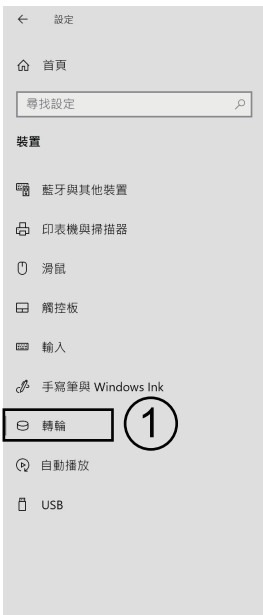 設定
首頁
尋找設定
裝置
藍牙與其他裝置
印表機與掃描器
滑鼠
觸控板
輸入
手寫筆與 Windows Ink
轉輪
1
自動播放
USB